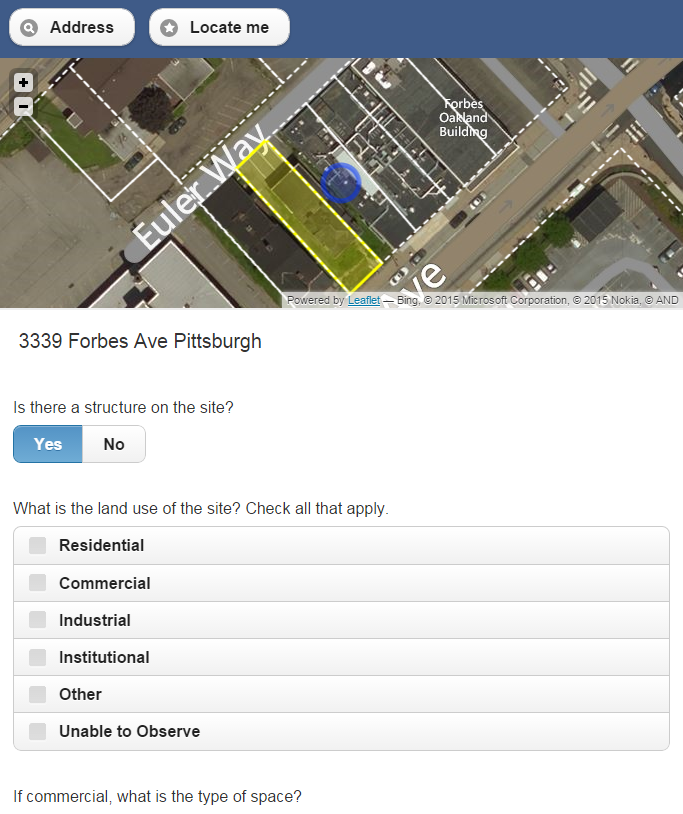 Address
Locate me
+
−
Forbes
Oakland
Building
Euler Way
Ave
Powered by Leaflet — Bing, © 2015 Microsoft Corporation, © 2015 Nokia, © AND
3339 Forbes Ave Pittsburgh
Is there a structure on the site?
Yes
No
What is the land use of the site? Check all that apply.
Residential
Commercial
Industrial
Institutional
Other
Unable to Observe
If commercial, what is the type of space?